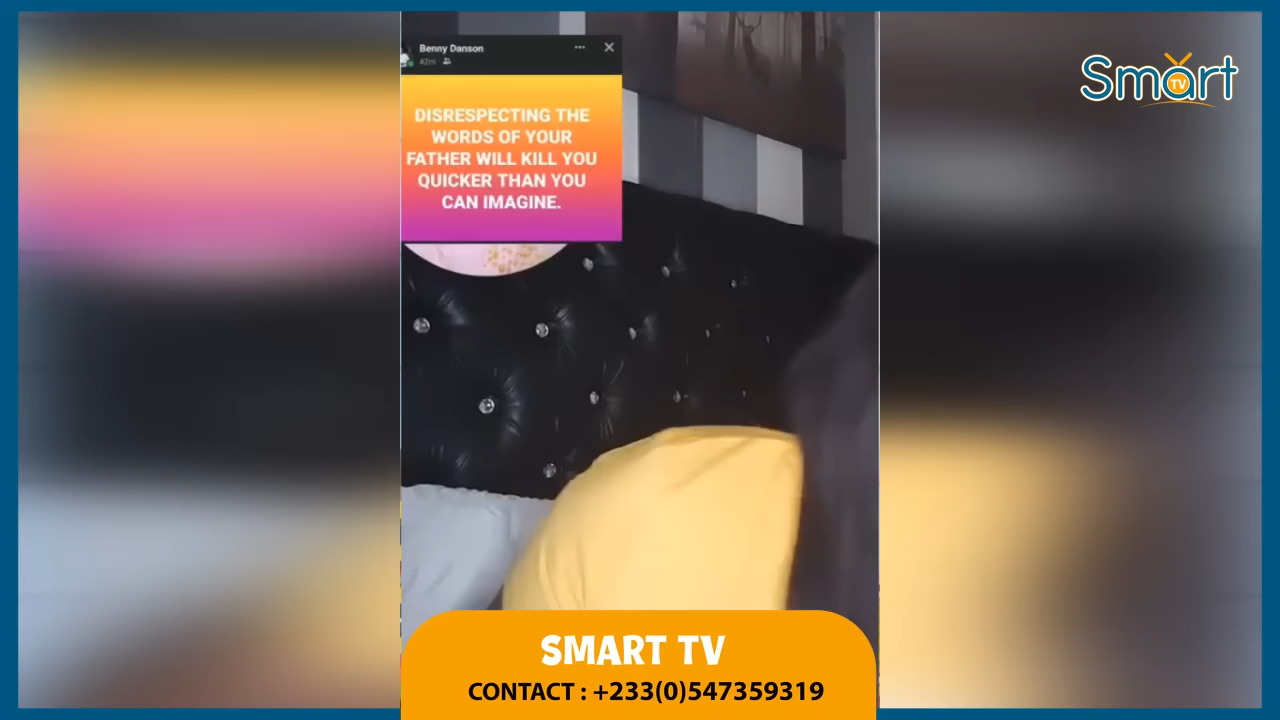 Benny Danson
42m
DISRESPECTING THE
WORDS OF YOUR
FATHER WILL KILL YOU
QUICKER THAN YOU
CAN IMAGINE.
Smart
TV
SMART TV
CONTACT : +233(0)547359319